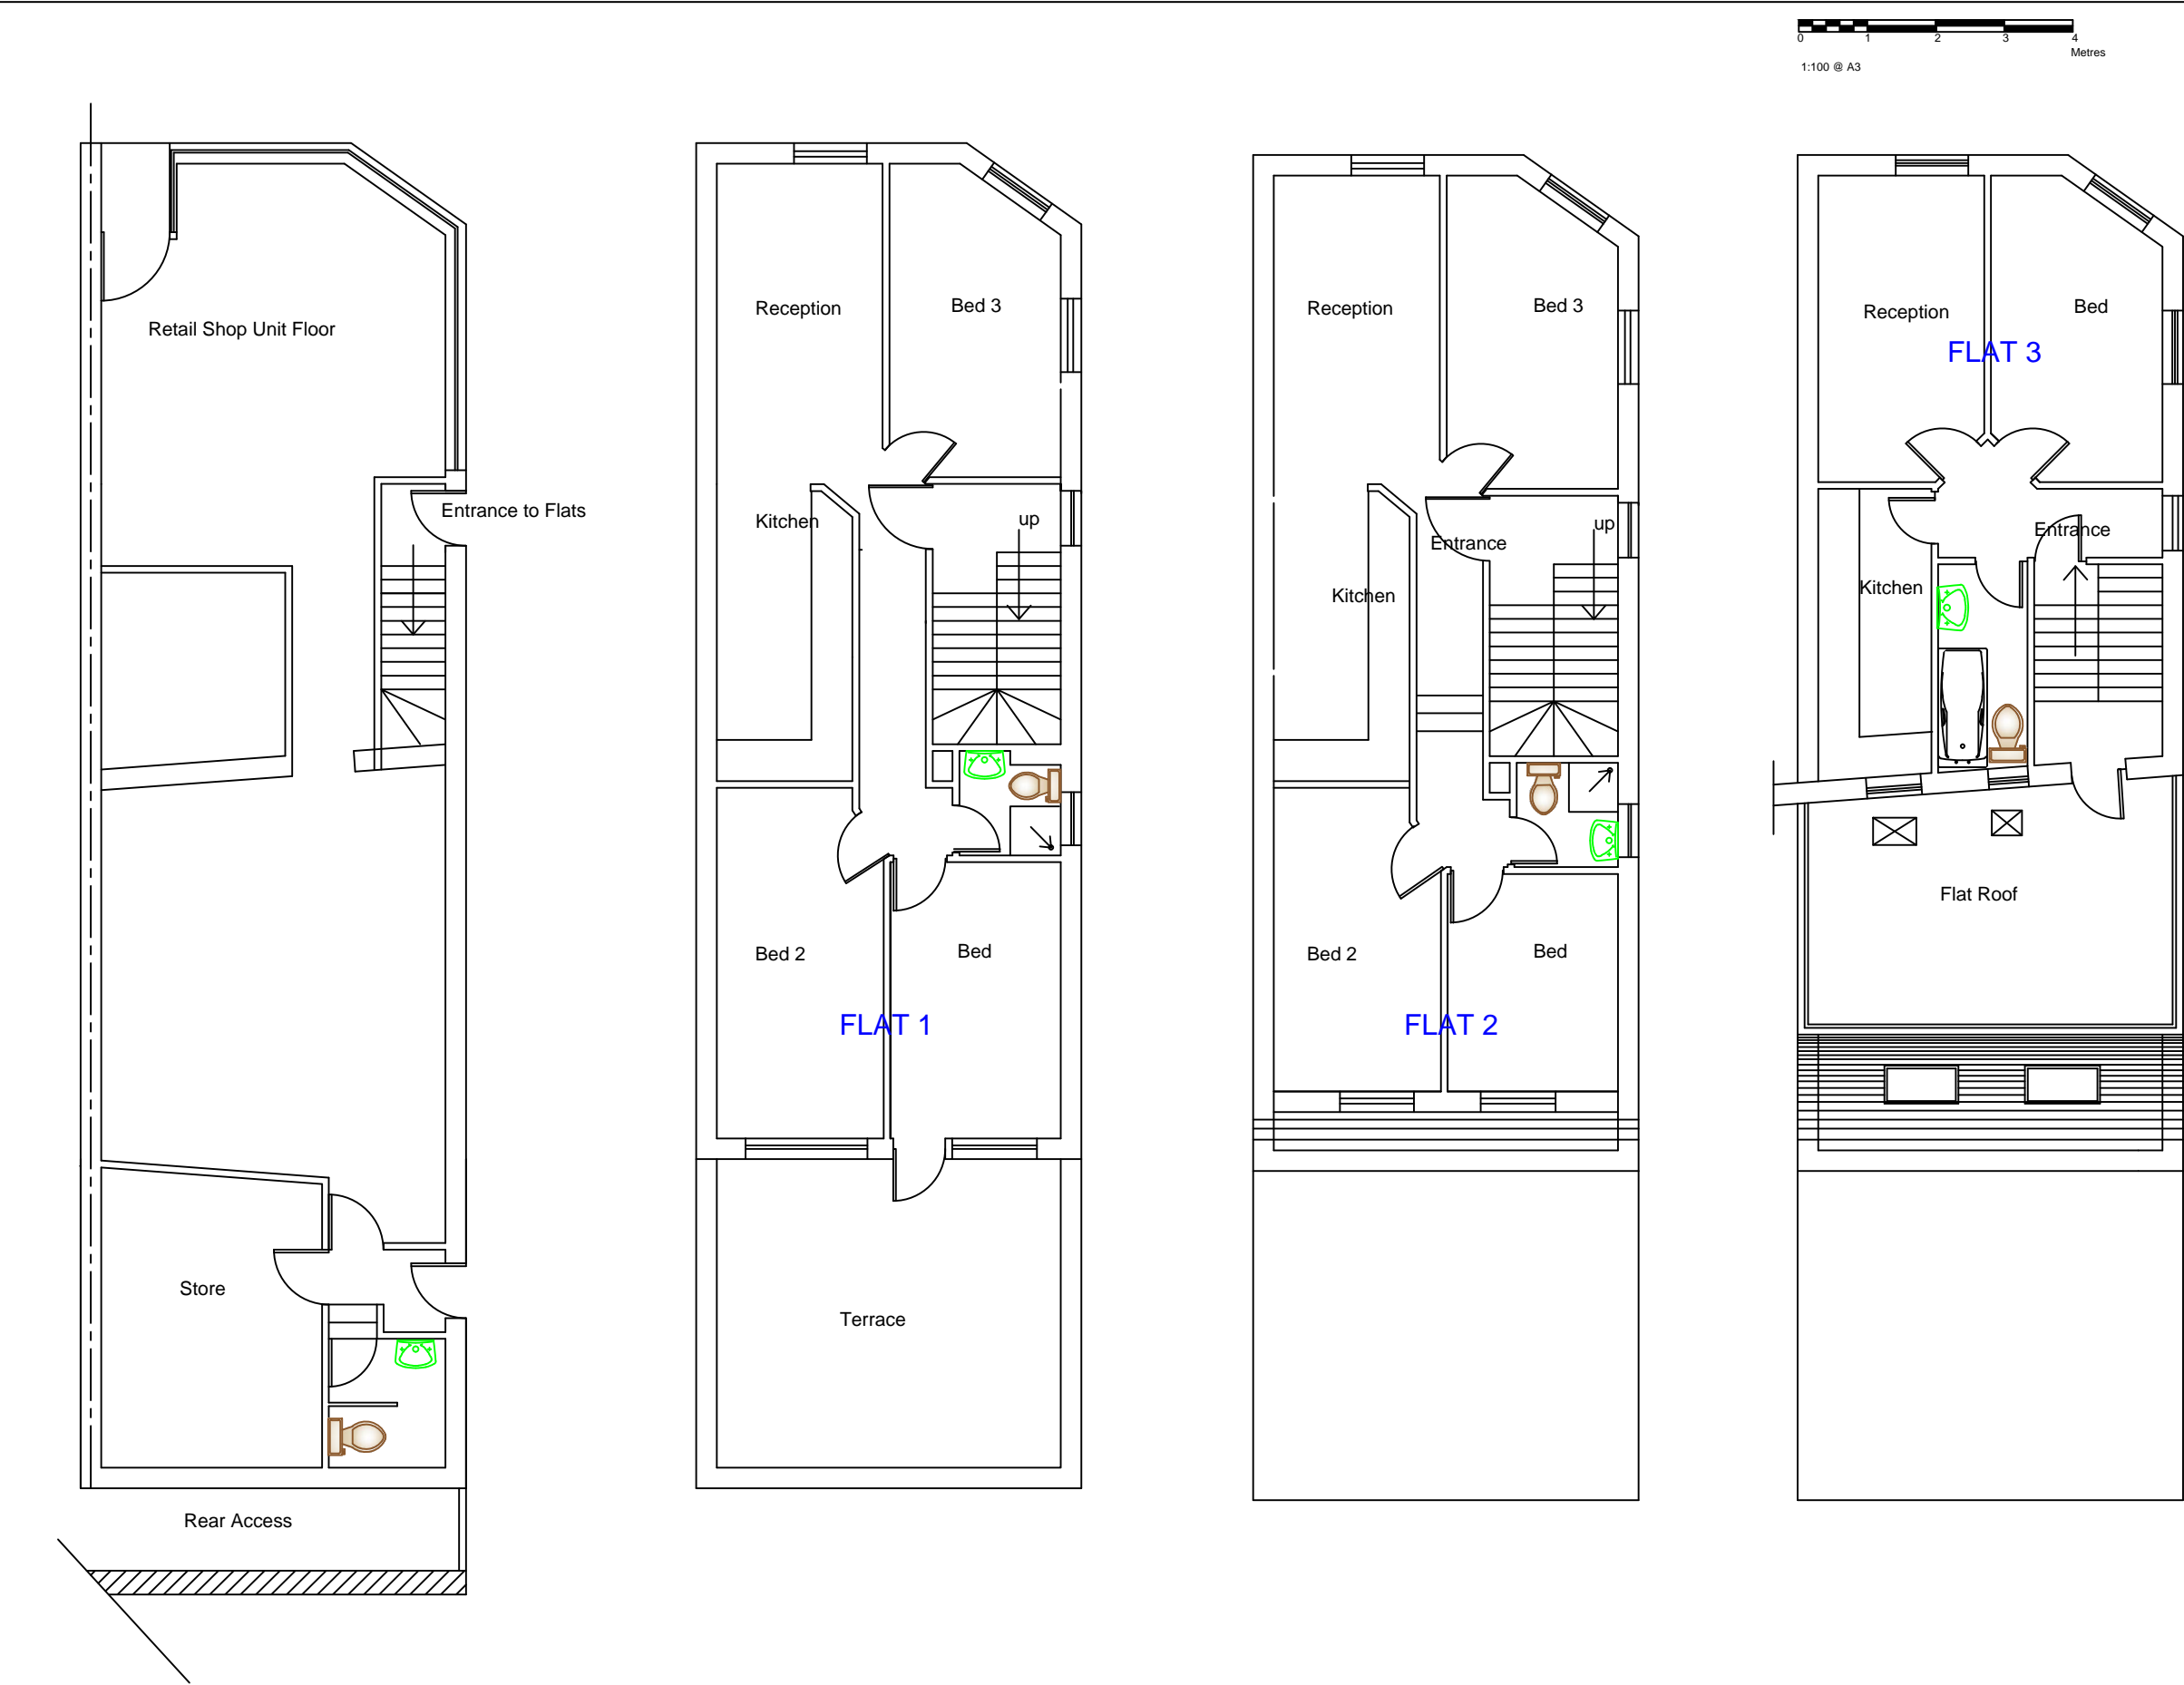 0 1 2 3 4
Metres
1:100 @ A3
Retail Shop Unit Floor
Entrance to Flats
Store
Rear Access
Reception
Bed 3
Kitchen
up
Bed 2
Bed
FLAT 1
Terrace
Reception
Bed 3
up
Entrance
Kitchen
Bed 2
Bed
FLAT 2
Reception
Bed
FLAT 3
Entrance
Kitchen
Flat Roof